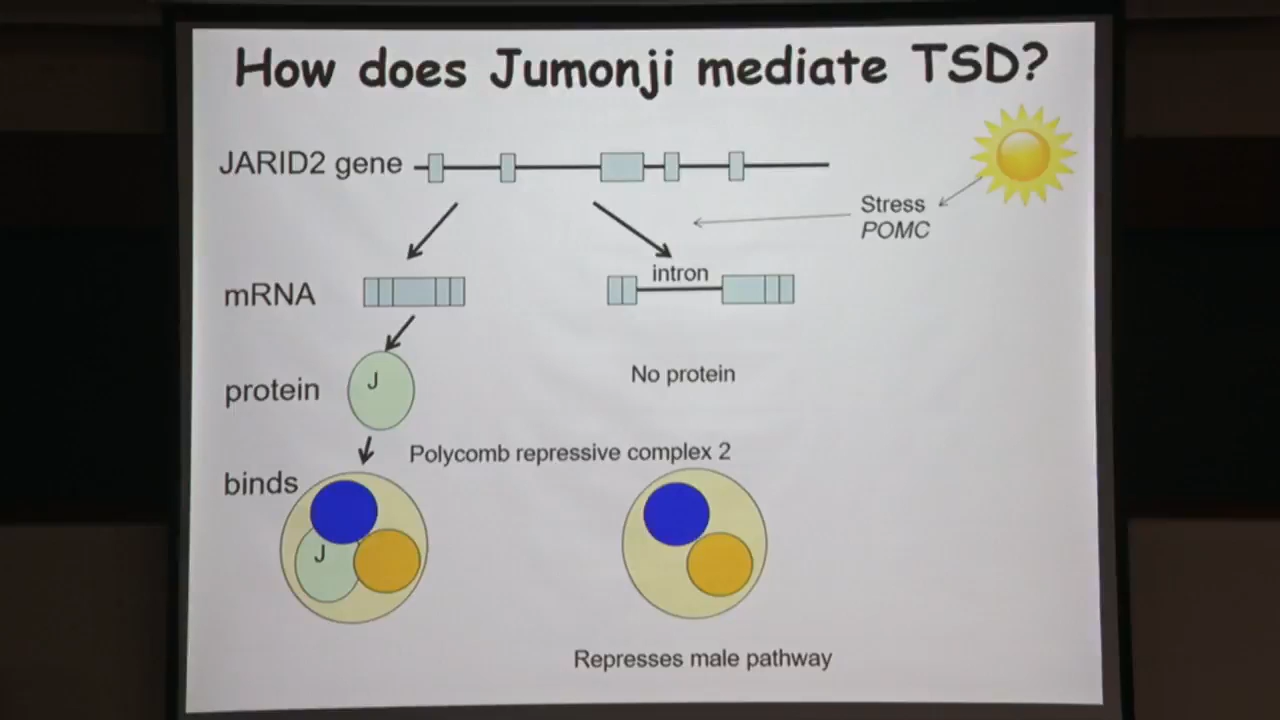 How does Jumonji mediate TSD?
JARID2 gene
Stress
POMC
intron
mRNA
No protein
J
protein
Polycomb repressive complex 2
binds
J
Represses male pathway